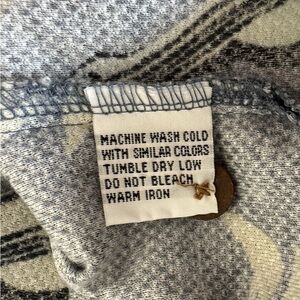 MACHINE WASH COLD
WITH SIMILAR COLORS
TUMBLE DRY LOW
DO NOT BLEACH
WARM IRON